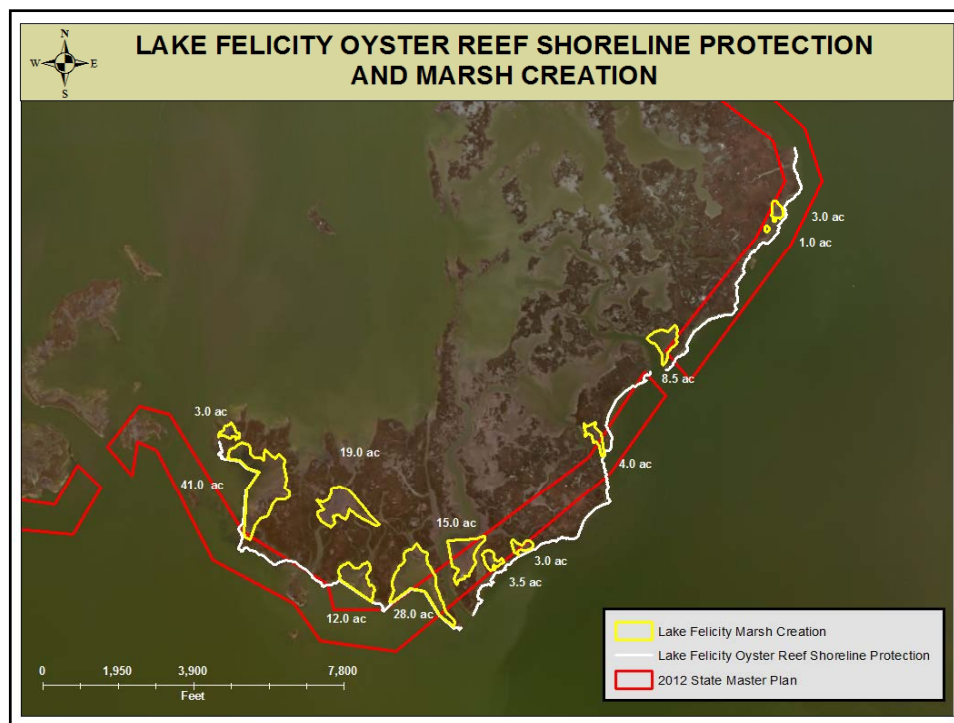 LAKE FELICITY OYSTER REEF SHORELINE PROTECTION
AND MARSH CREATION
N
W E
S
3.0 ac
1.0 ac
8.5 ac
3.0 ac
4.0 ac
19.0 ac
41.0 ac
15.0 ac
3.0 ac
3.5 ac
12.0 ac
28.0 ac
0 1,950 3,900 7,800
Feet
Lake Felicity Marsh Creation
Lake Felicity Oyster Reef Shoreline Protection
2012 State Master Plan